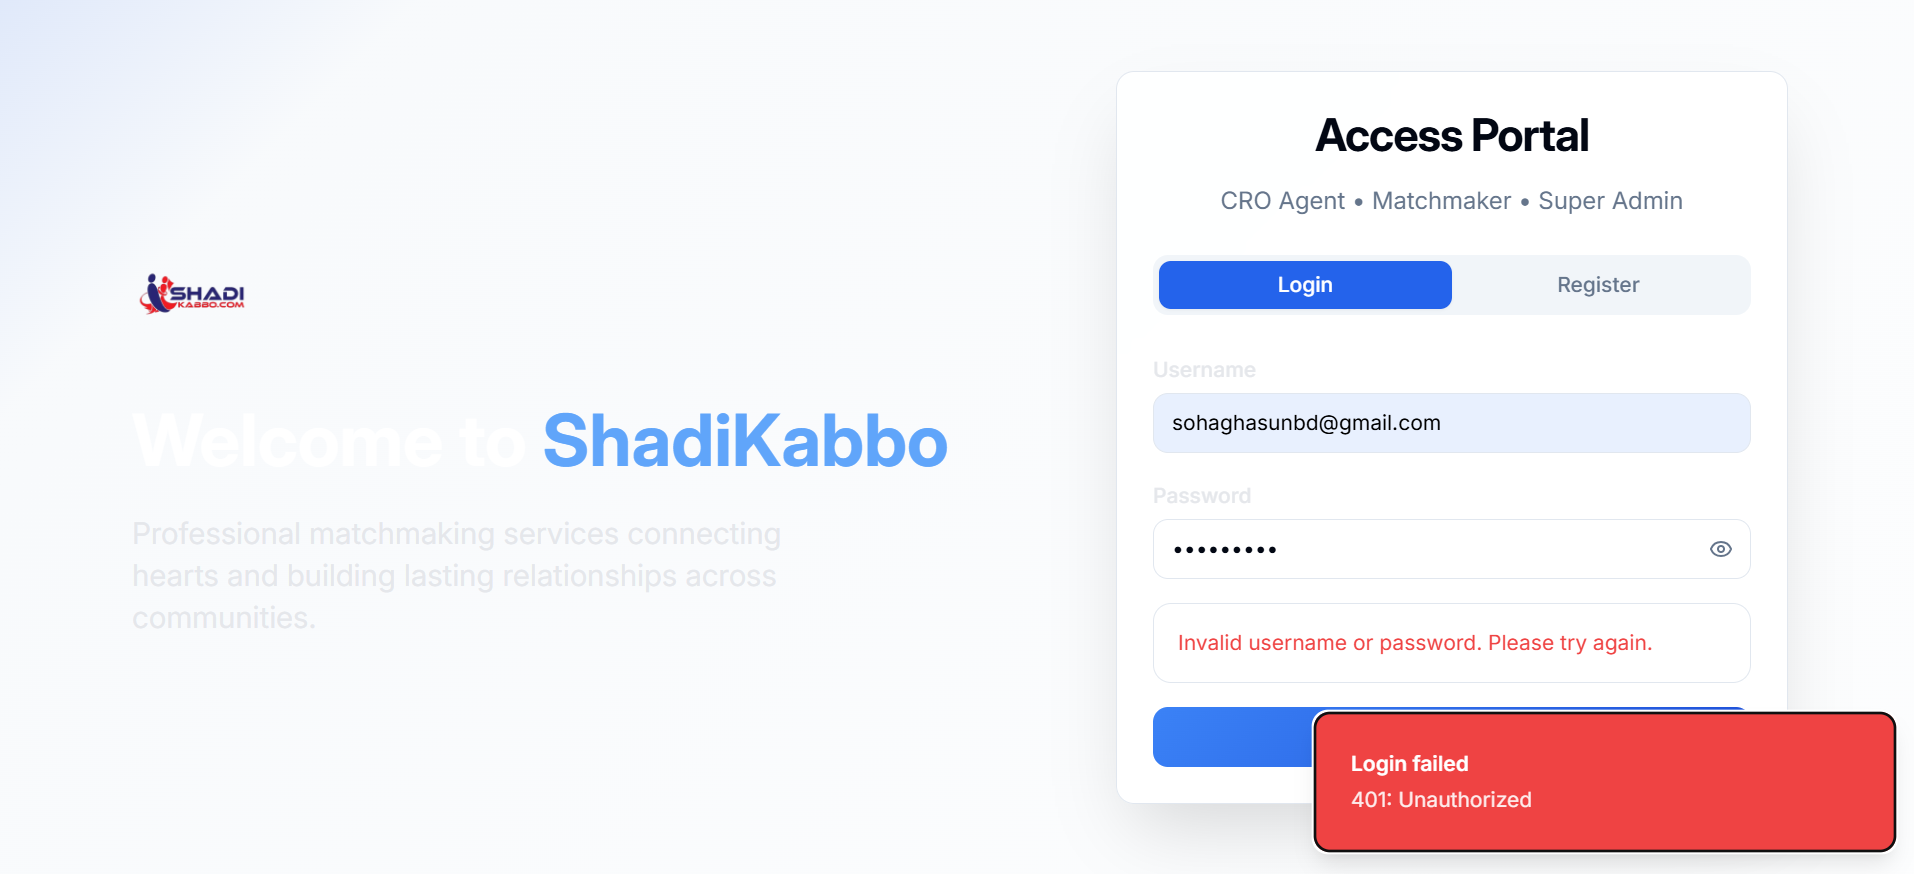 SHADI
KABBO.COM
Welcome to ShadiKabbo
Professional matchmaking services connecting
hearts and building lasting relationships across
communities.
Access Portal
CRO Agent • Matchmaker • Super Admin
Login
Register
Username
sohaghasunbd@gmail.com
Password
•••••••••
Invalid username or password. Please try again.
Login failed
401: Unauthorized